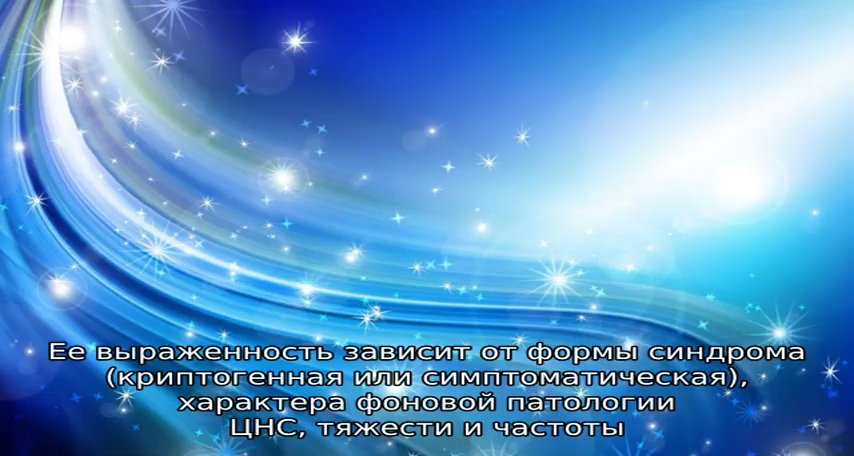 Ее выраженность зависит от формы синдрома
(криптогенная или симптоматическая),
характера фоновой патологии
ЦНС, тяжести и частоты